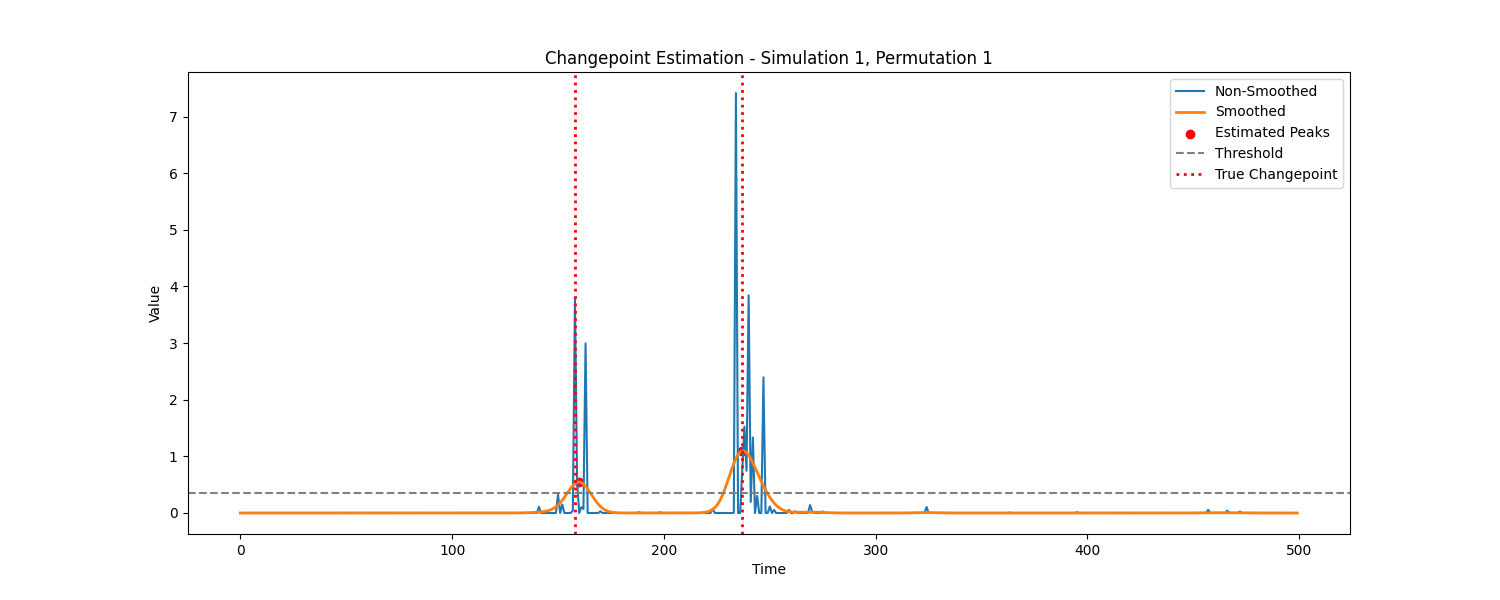 Changepoint Estimation - Simulation 1, Permutation 1
Non-Smoothed
Smoothed
Estimated Peaks
Threshold
True Changepoint
Value
7
6
5
4
3
2
1
0
0 100 200 300 400 500
Time